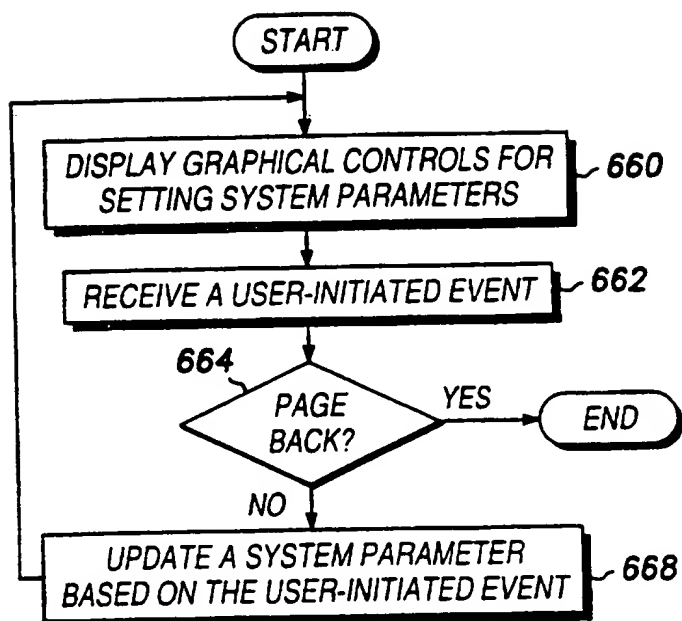 START
DISPLAY GRAPHICAL CONTROLS FOR
SETTING SYSTEM PARAMETERS
660
RECEIVE A USER-INITIATED EVENT
662
664
PAGE
BACK?
YES
END
NO
UPDATE A SYSTEM PARAMETER
BASED ON THE USER-INITIATED EVENT
668